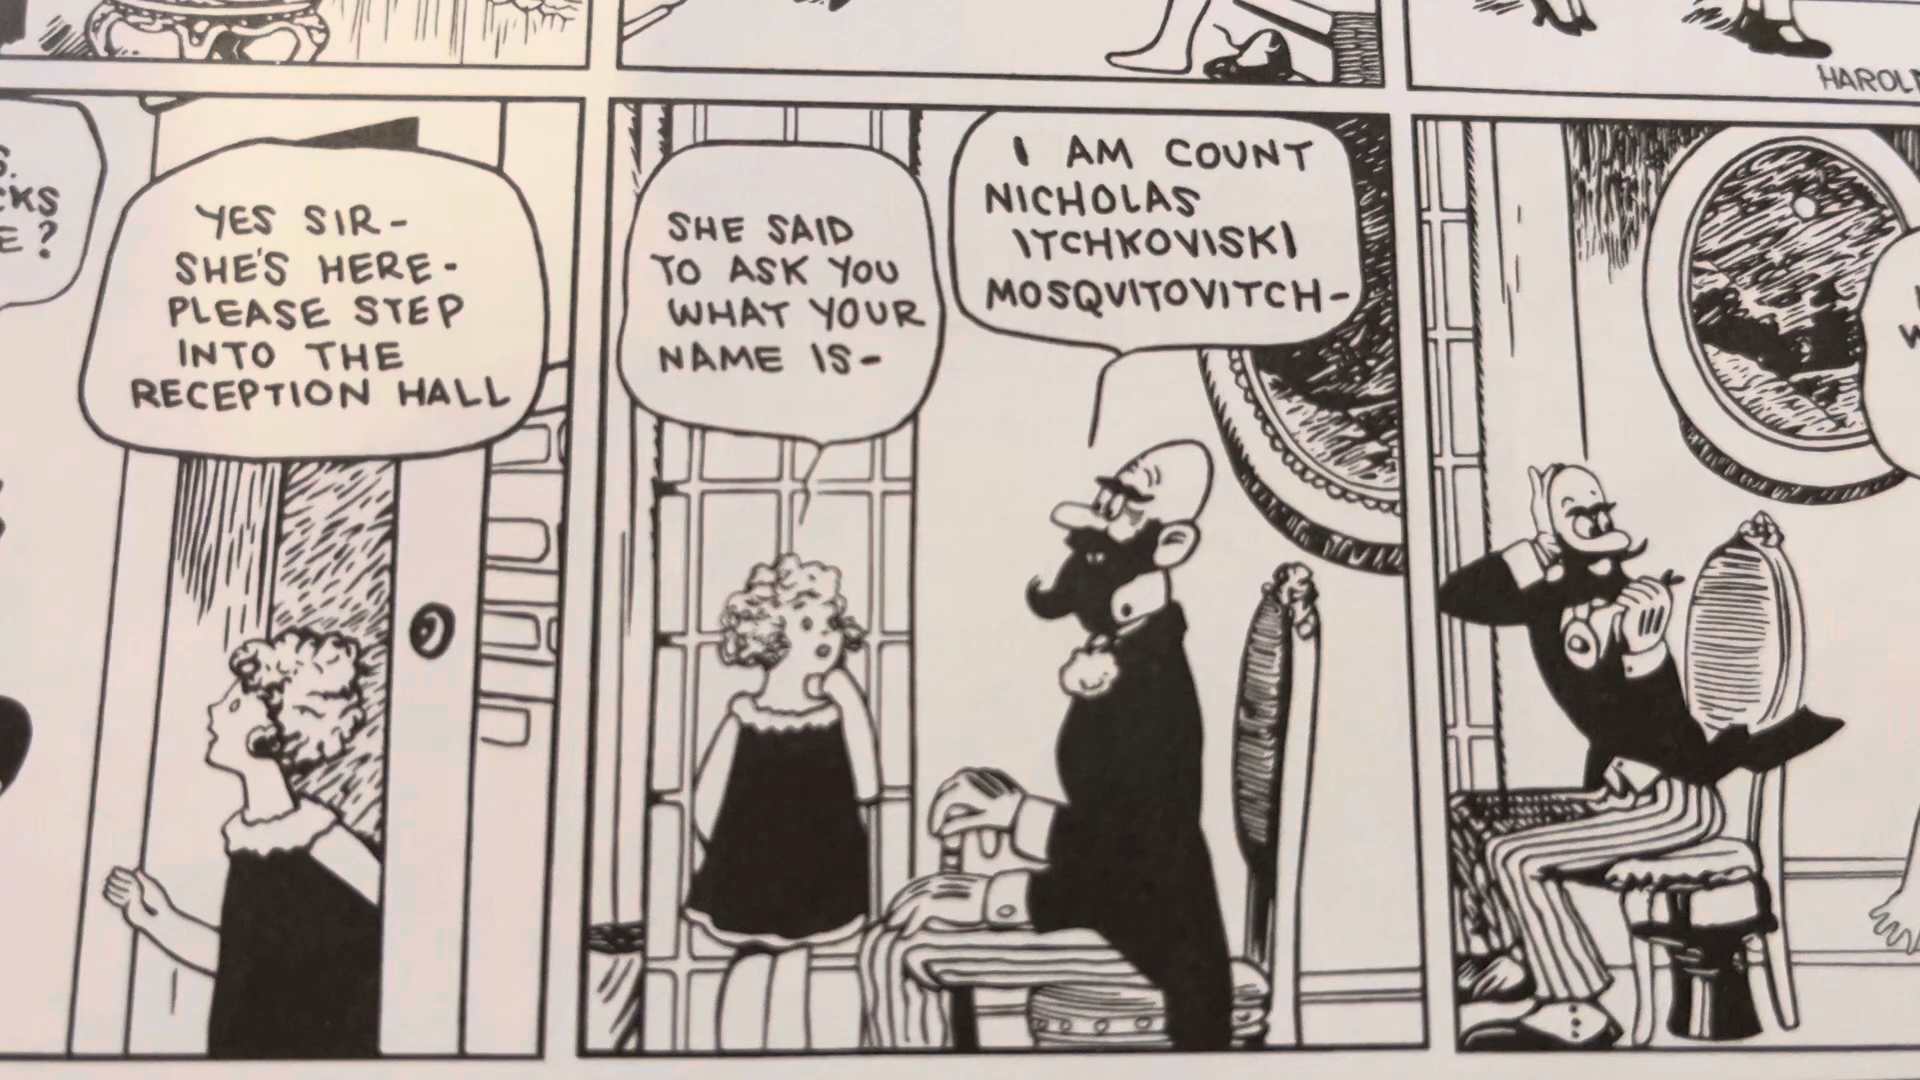 YES SIR-
SHE'S HERE-
PLEASE STEP
INTO THE
RECEPTION HALL
SHE SAID
TO ASK YOU
WHAT YOUR
NAME IS-
I AM COUNT
NICHOLAS
ITCHKOVISKI
MOSQVITOVITCH-